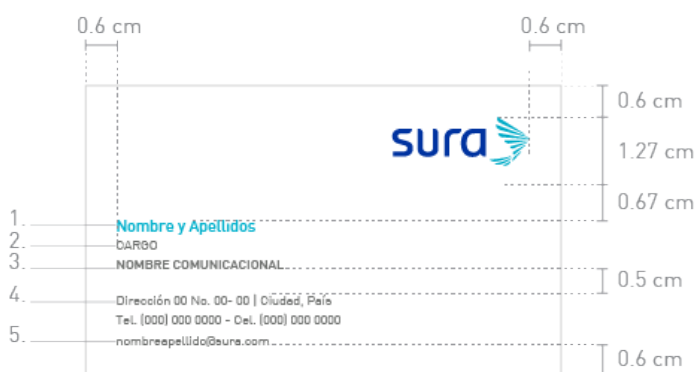 0.6 cm 0.6 cm
0.6 cm
sura
1.27 cm
0.67 cm
1. Nombre y Apellidos
2. CARGO
3. NOMBRE COMUNICACIONAL
0.5 cm
4. Dirección 00 No. 00- 00 | Ciudad, País
Tel. (000) 000 0000 - Cel. (000) 000 0000
5. nombreapellido@sura.com
0.6 cm